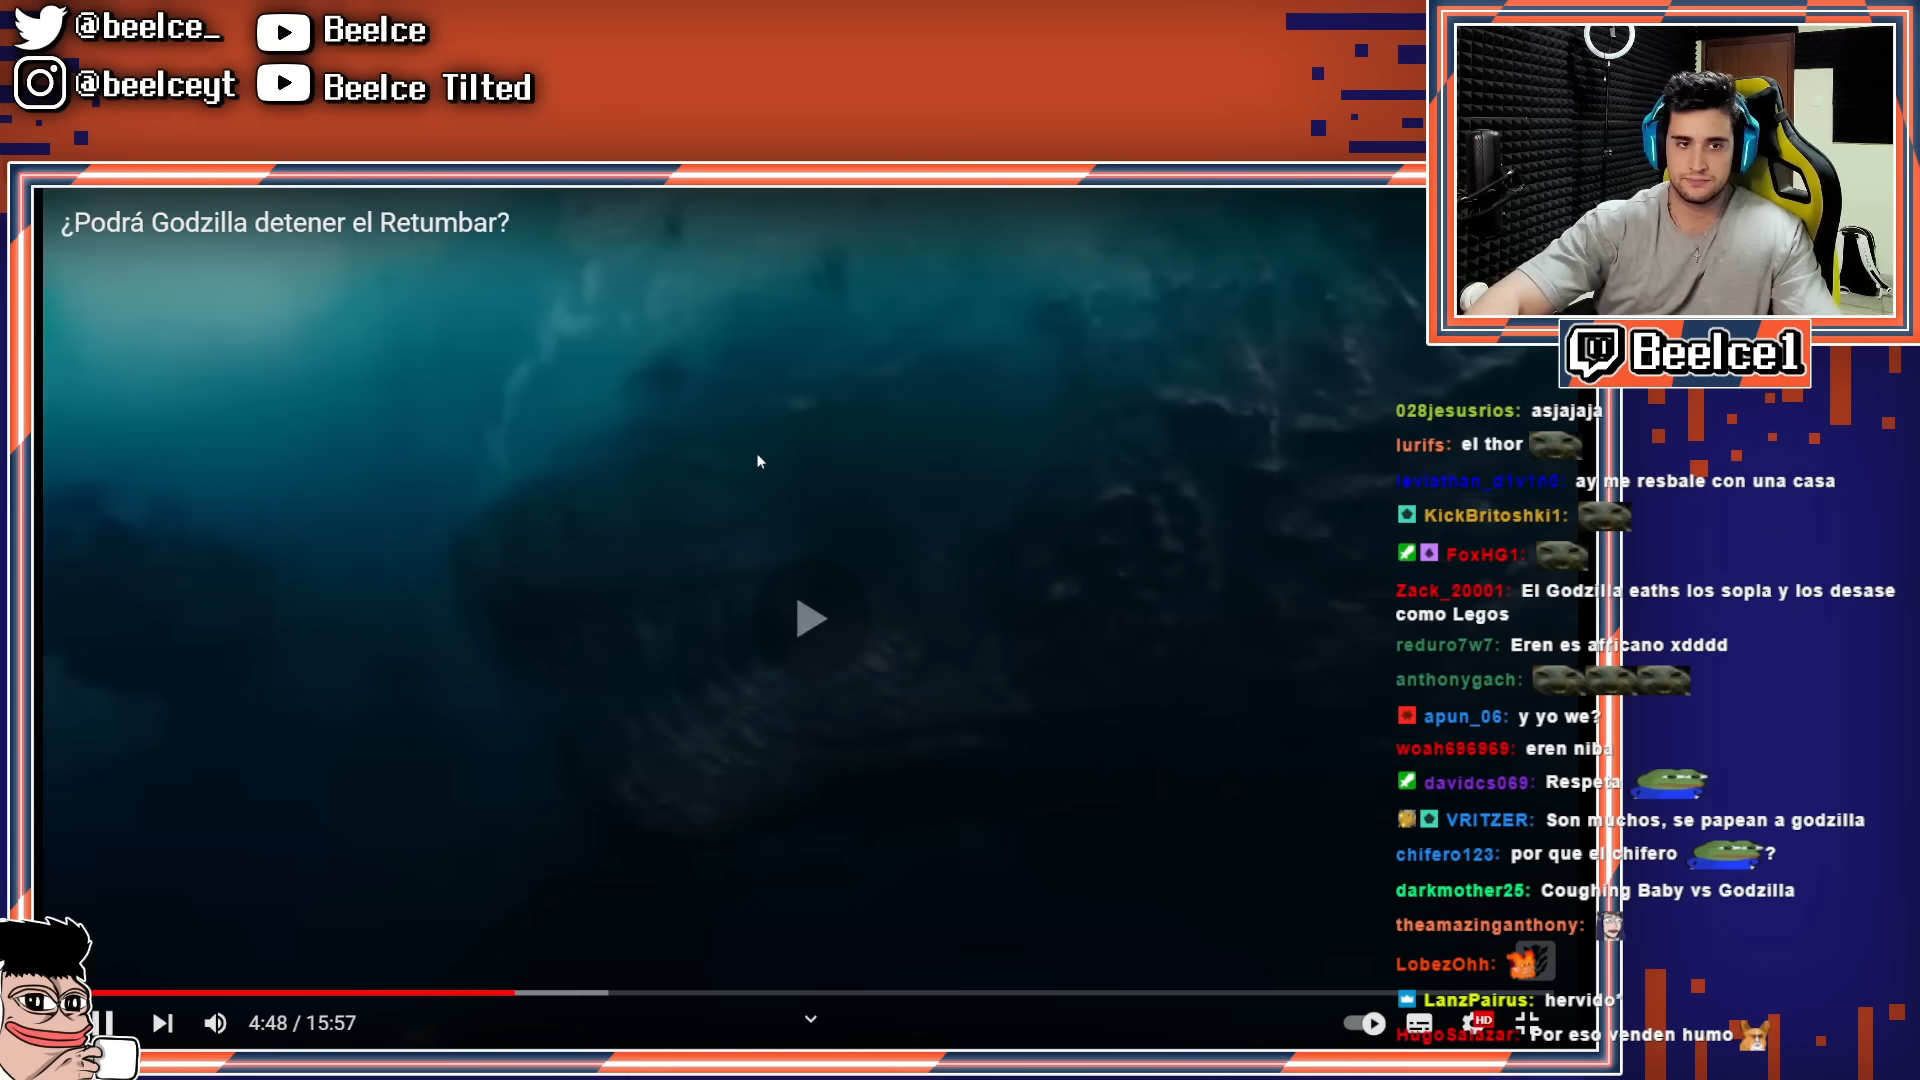 @beelce_
Beelce
@beelceyt
Beelce Tilted
¿Podrá Godzilla detener el Retumbar?
Beelce1
028jesusrios: asjajaja
lurifs: el thor
leviathan_d1v1n0: ay me resbale con una casa
KickBritoshki1:
FoxHG1:
Zack_20001: El Godzilla eaths los sopla y los desase
como Legos
reduro7w7: Eren es africano xdddd
anthonygach:
apun_06: y yo we?
woah696969: eren niba
davidcs069: Respeta
VRITZER: Son muchos, se papean a godzilla
chifero123: por que el chifero ?
darkmother25: Coughing Baby vs Godzilla
theamazinganthony:
LobezOhh:
LanzPairus: hervido*
HugoSalazar: Por eso venden humo
4:48 / 15:57
HD